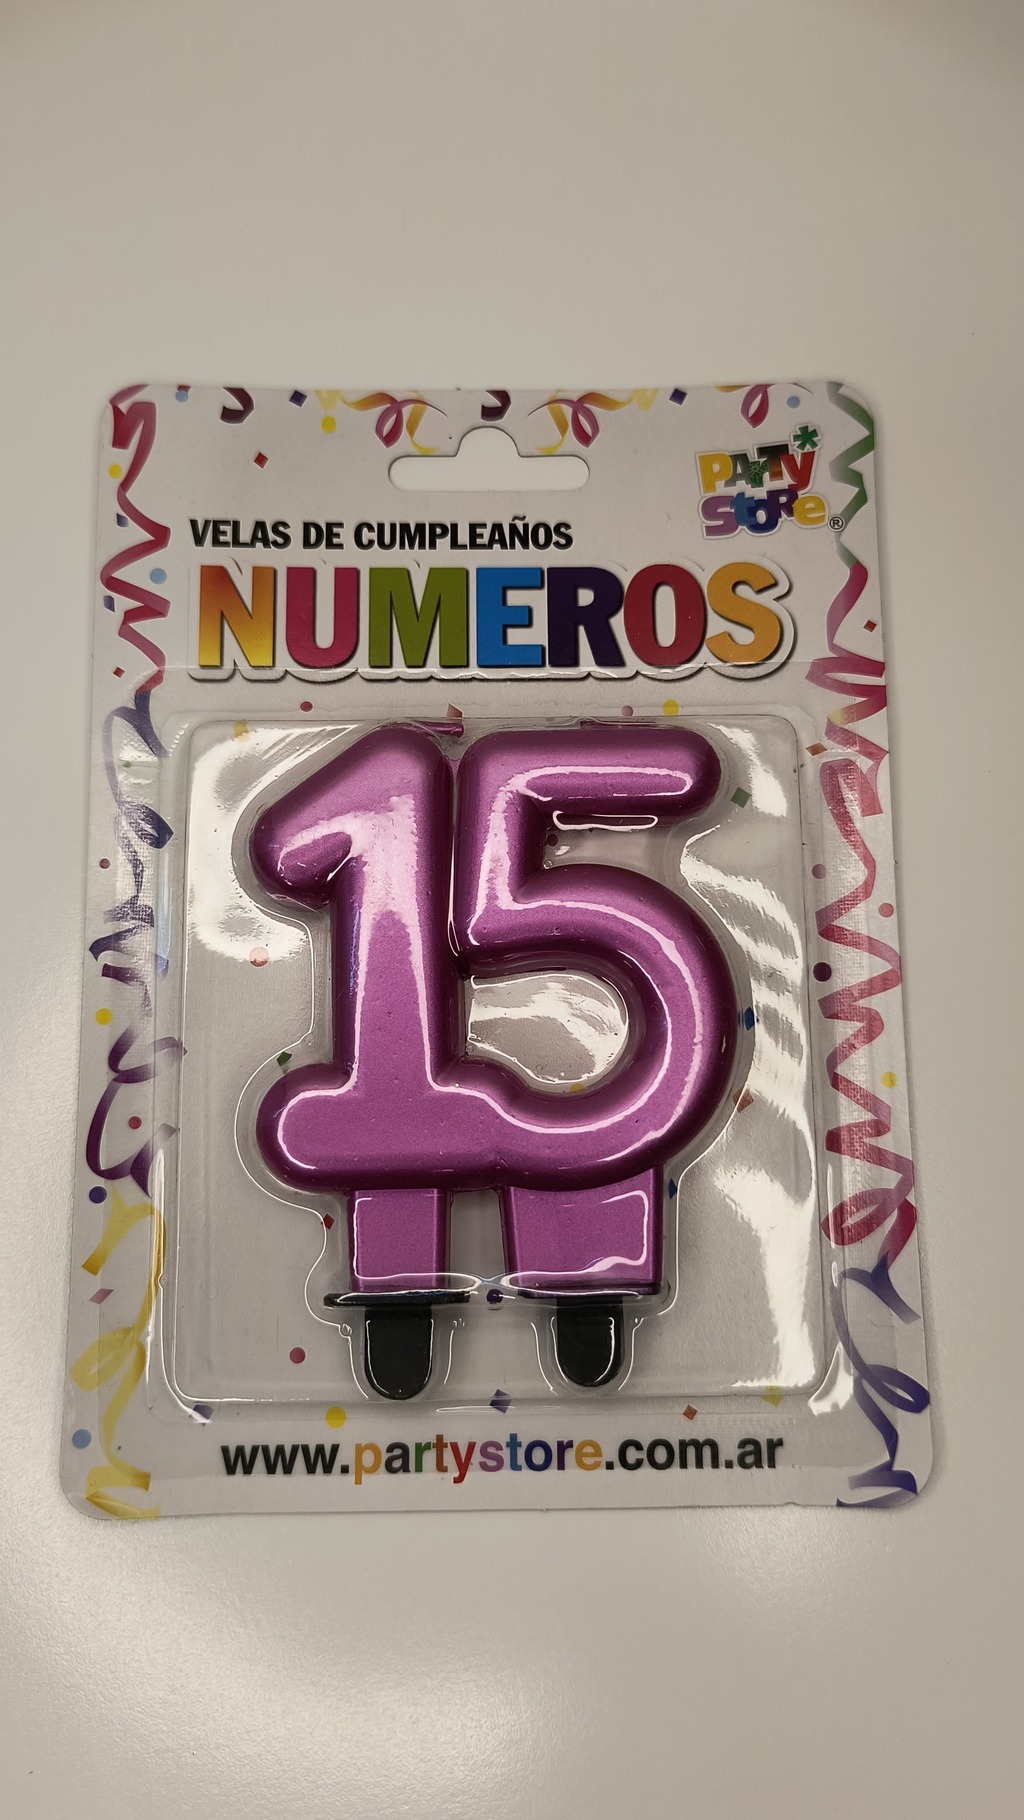 PARTY
STORE ®
VELAS DE CUMPLEAÑOS
NUMEROS
15
www.partystore.com.ar